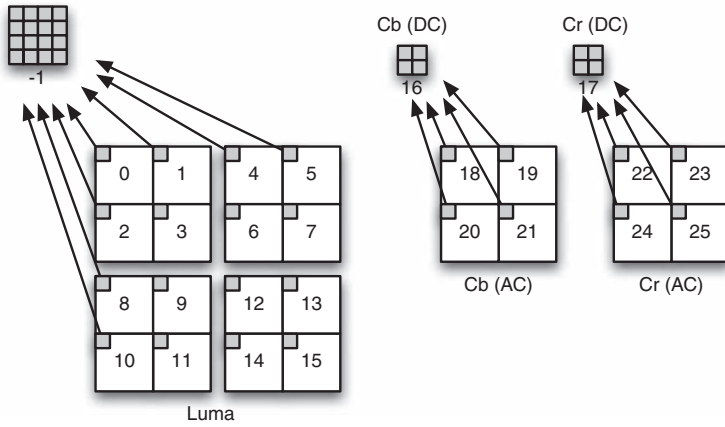 Cb (DC)
Cr (DC)
-1
16
17
0 1 4 5
18 19
22 23
2 3 6 7
20 21
24 25
Cb (AC)
Cr (AC)
8 9 12 13
10 11 14 15
Luma